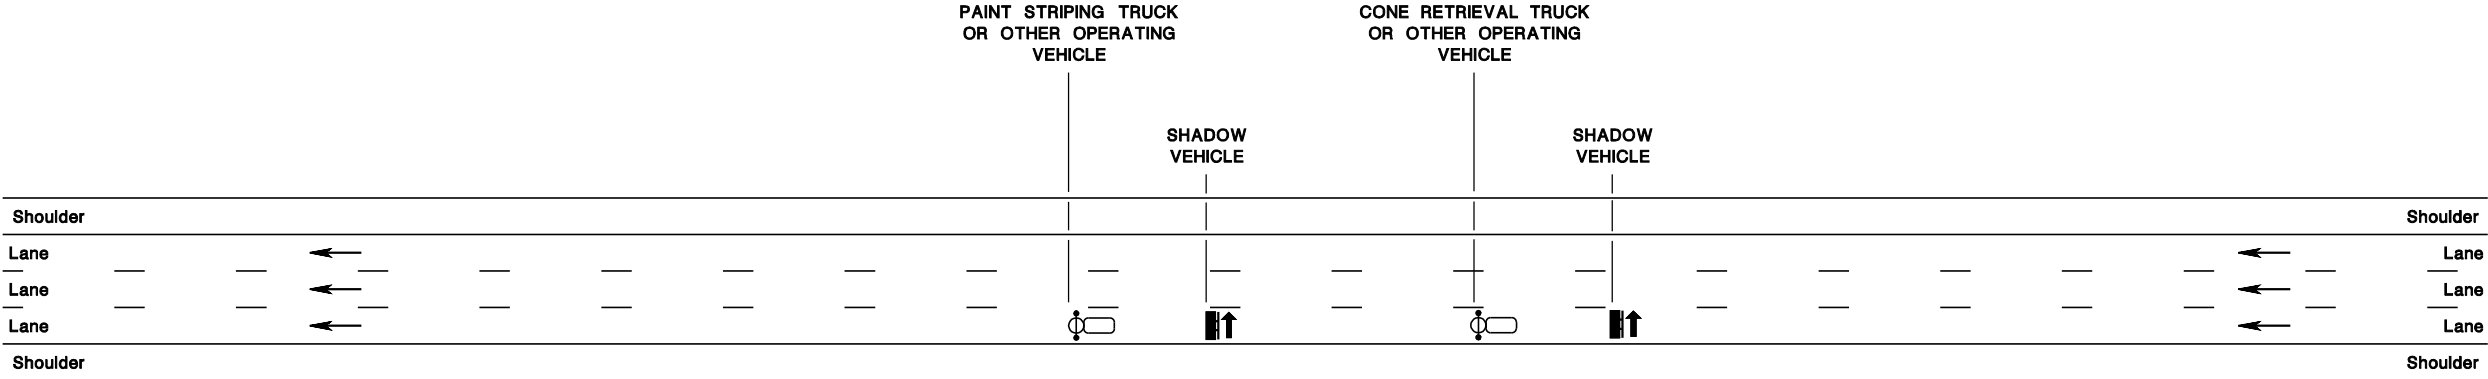 PAINT STRIPING TRUCK
OR OTHER OPERATING
VEHICLE
CONE RETRIEVAL TRUCK
OR OTHER OPERATING
VEHICLE
SHADOW
VEHICLE
SHADOW
VEHICLE
Shoulder
Shoulder
Lane
Lane
Lane
Lane
Lane
Lane
Shoulder
Shoulder